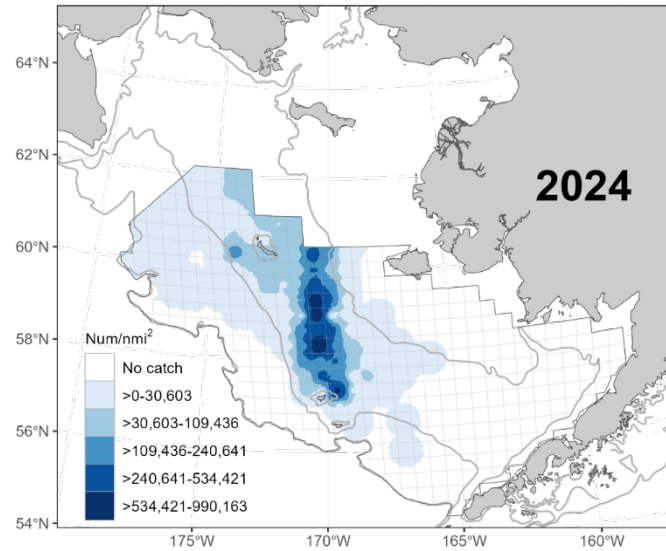 64°N
62°N
2024
60°N
58°N
Num/nmi²
No catch
>0-30,603
>30,603-109,436
56°N
>109,436-240,641
>240,641-534,421
>534,421-990,163
54°N
175°W
170°W
165°W
160°W